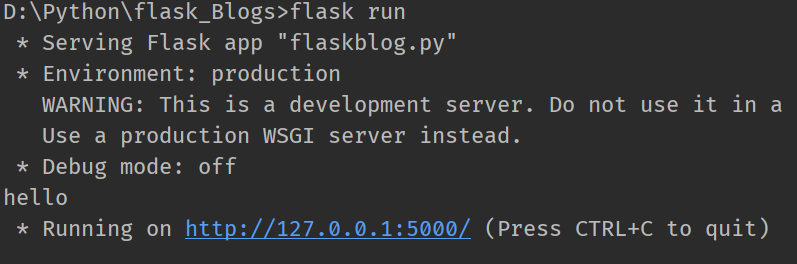 D:\Python\flask_Blogs>flask run
* Serving Flask app "flaskblog.py"
* Environment: production
WARNING: This is a development server. Do not use it in a
Use a production WSGI server instead.
* Debug mode: off
hello
* Running on http://127.0.0.1:5000/ (Press CTRL+C to quit)